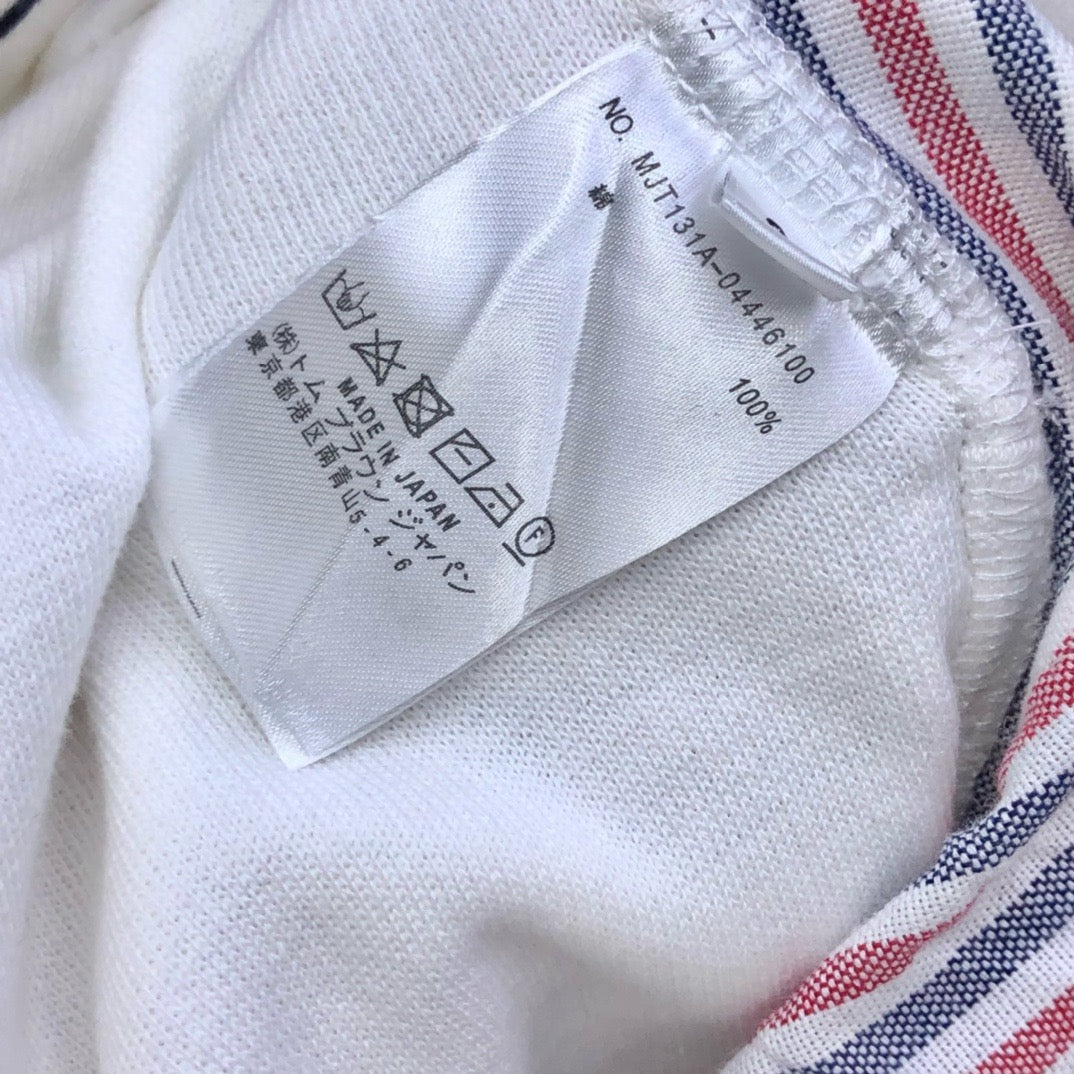 NO. MJT131A-04446100
綿 100%
MADE IN JAPAN
(株)トム ブラウン ジャパン
東京都港区南青山5-4-6
F